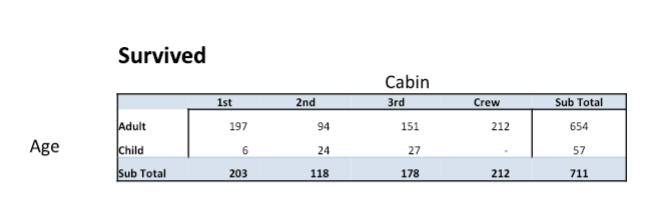 Survived
Cabin
1st 2nd 3rd Crew Sub Total
Adult 197 94 151 212 654
Age
Child 6 24 27 - 57
Sub Total 203 118 178 212 711